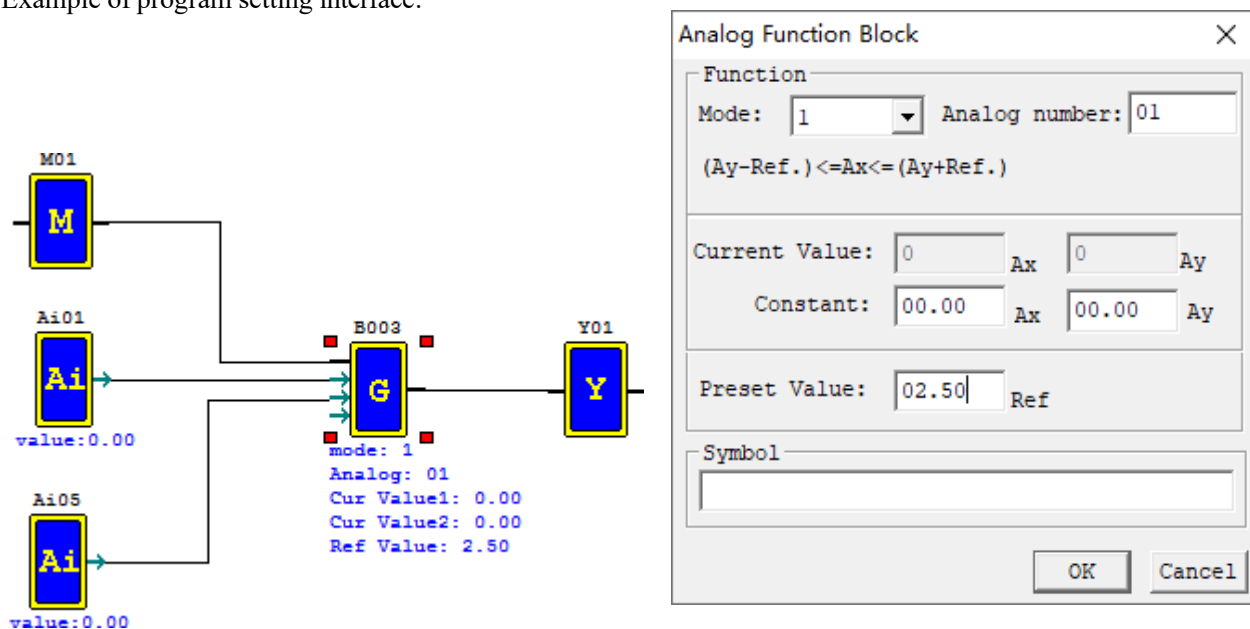 Example of program setting interface:
M01
M
Ai01
Ai
value:0.00
Ai05
Ai
value:0.00
B003
G
mode: 1
Analog: 01
Cur Value1: 0.00
Cur Value2: 0.00
Ref Value: 2.50
Y01
Y
Analog Function Block
Function
Mode: 1 Analog number: 01
(Ay-Ref.)<=Ax<=(Ay+Ref.)
Current Value: 0 Ax 0 Ay
Constant: 00.00 Ax 00.00 Ay
Preset Value: 02.50 Ref
Symbol
OK Cancel